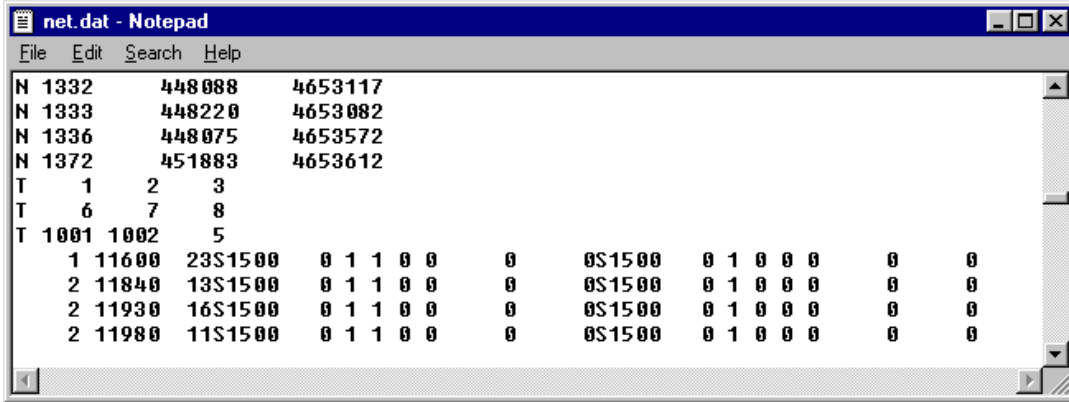 net.dat - Notepad
File Edit Search Help
N 1332 448088 4653117
N 1333 448220 4653082
N 1336 448075 4653572
N 1372 451883 4653612
T 1 2 3
T 6 7 8
T 1001 1002 5
1 11600 23S1500 0 1 1 0 0 0 0S1500 0 1 0 0 0 0 0
2 11840 13S1500 0 1 1 0 0 0 0S1500 0 1 0 0 0 0 0
2 11930 16S1500 0 1 1 0 0 0 0S1500 0 1 0 0 0 0 0
2 11980 11S1500 0 1 1 0 0 0 0S1500 0 1 0 0 0 0 0